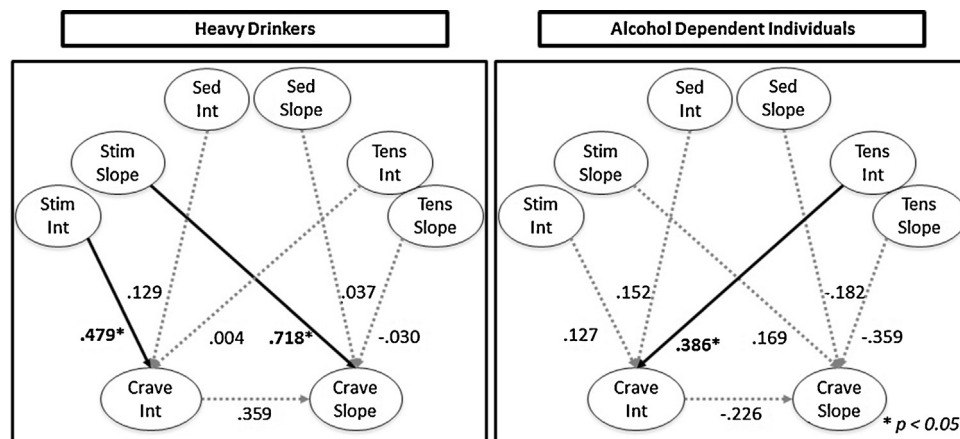 Heavy Drinkers
Sed
Int
Sed
Slope
Stim
Slope
Tens
Int
Stim
Int
Tens
Slope
.129
.037
.479*
.004
.718*
-.030
Crave
Int
.359
Crave
Slope
Alcohol Dependent Individuals
Sed
Int
Sed
Slope
Stim
Slope
Tens
Int
Stim
Int
Tens
Slope
.152
-.182
.127
.386*
.169
-.359
Crave
Int
-.226
Crave
Slope
* p < 0.05